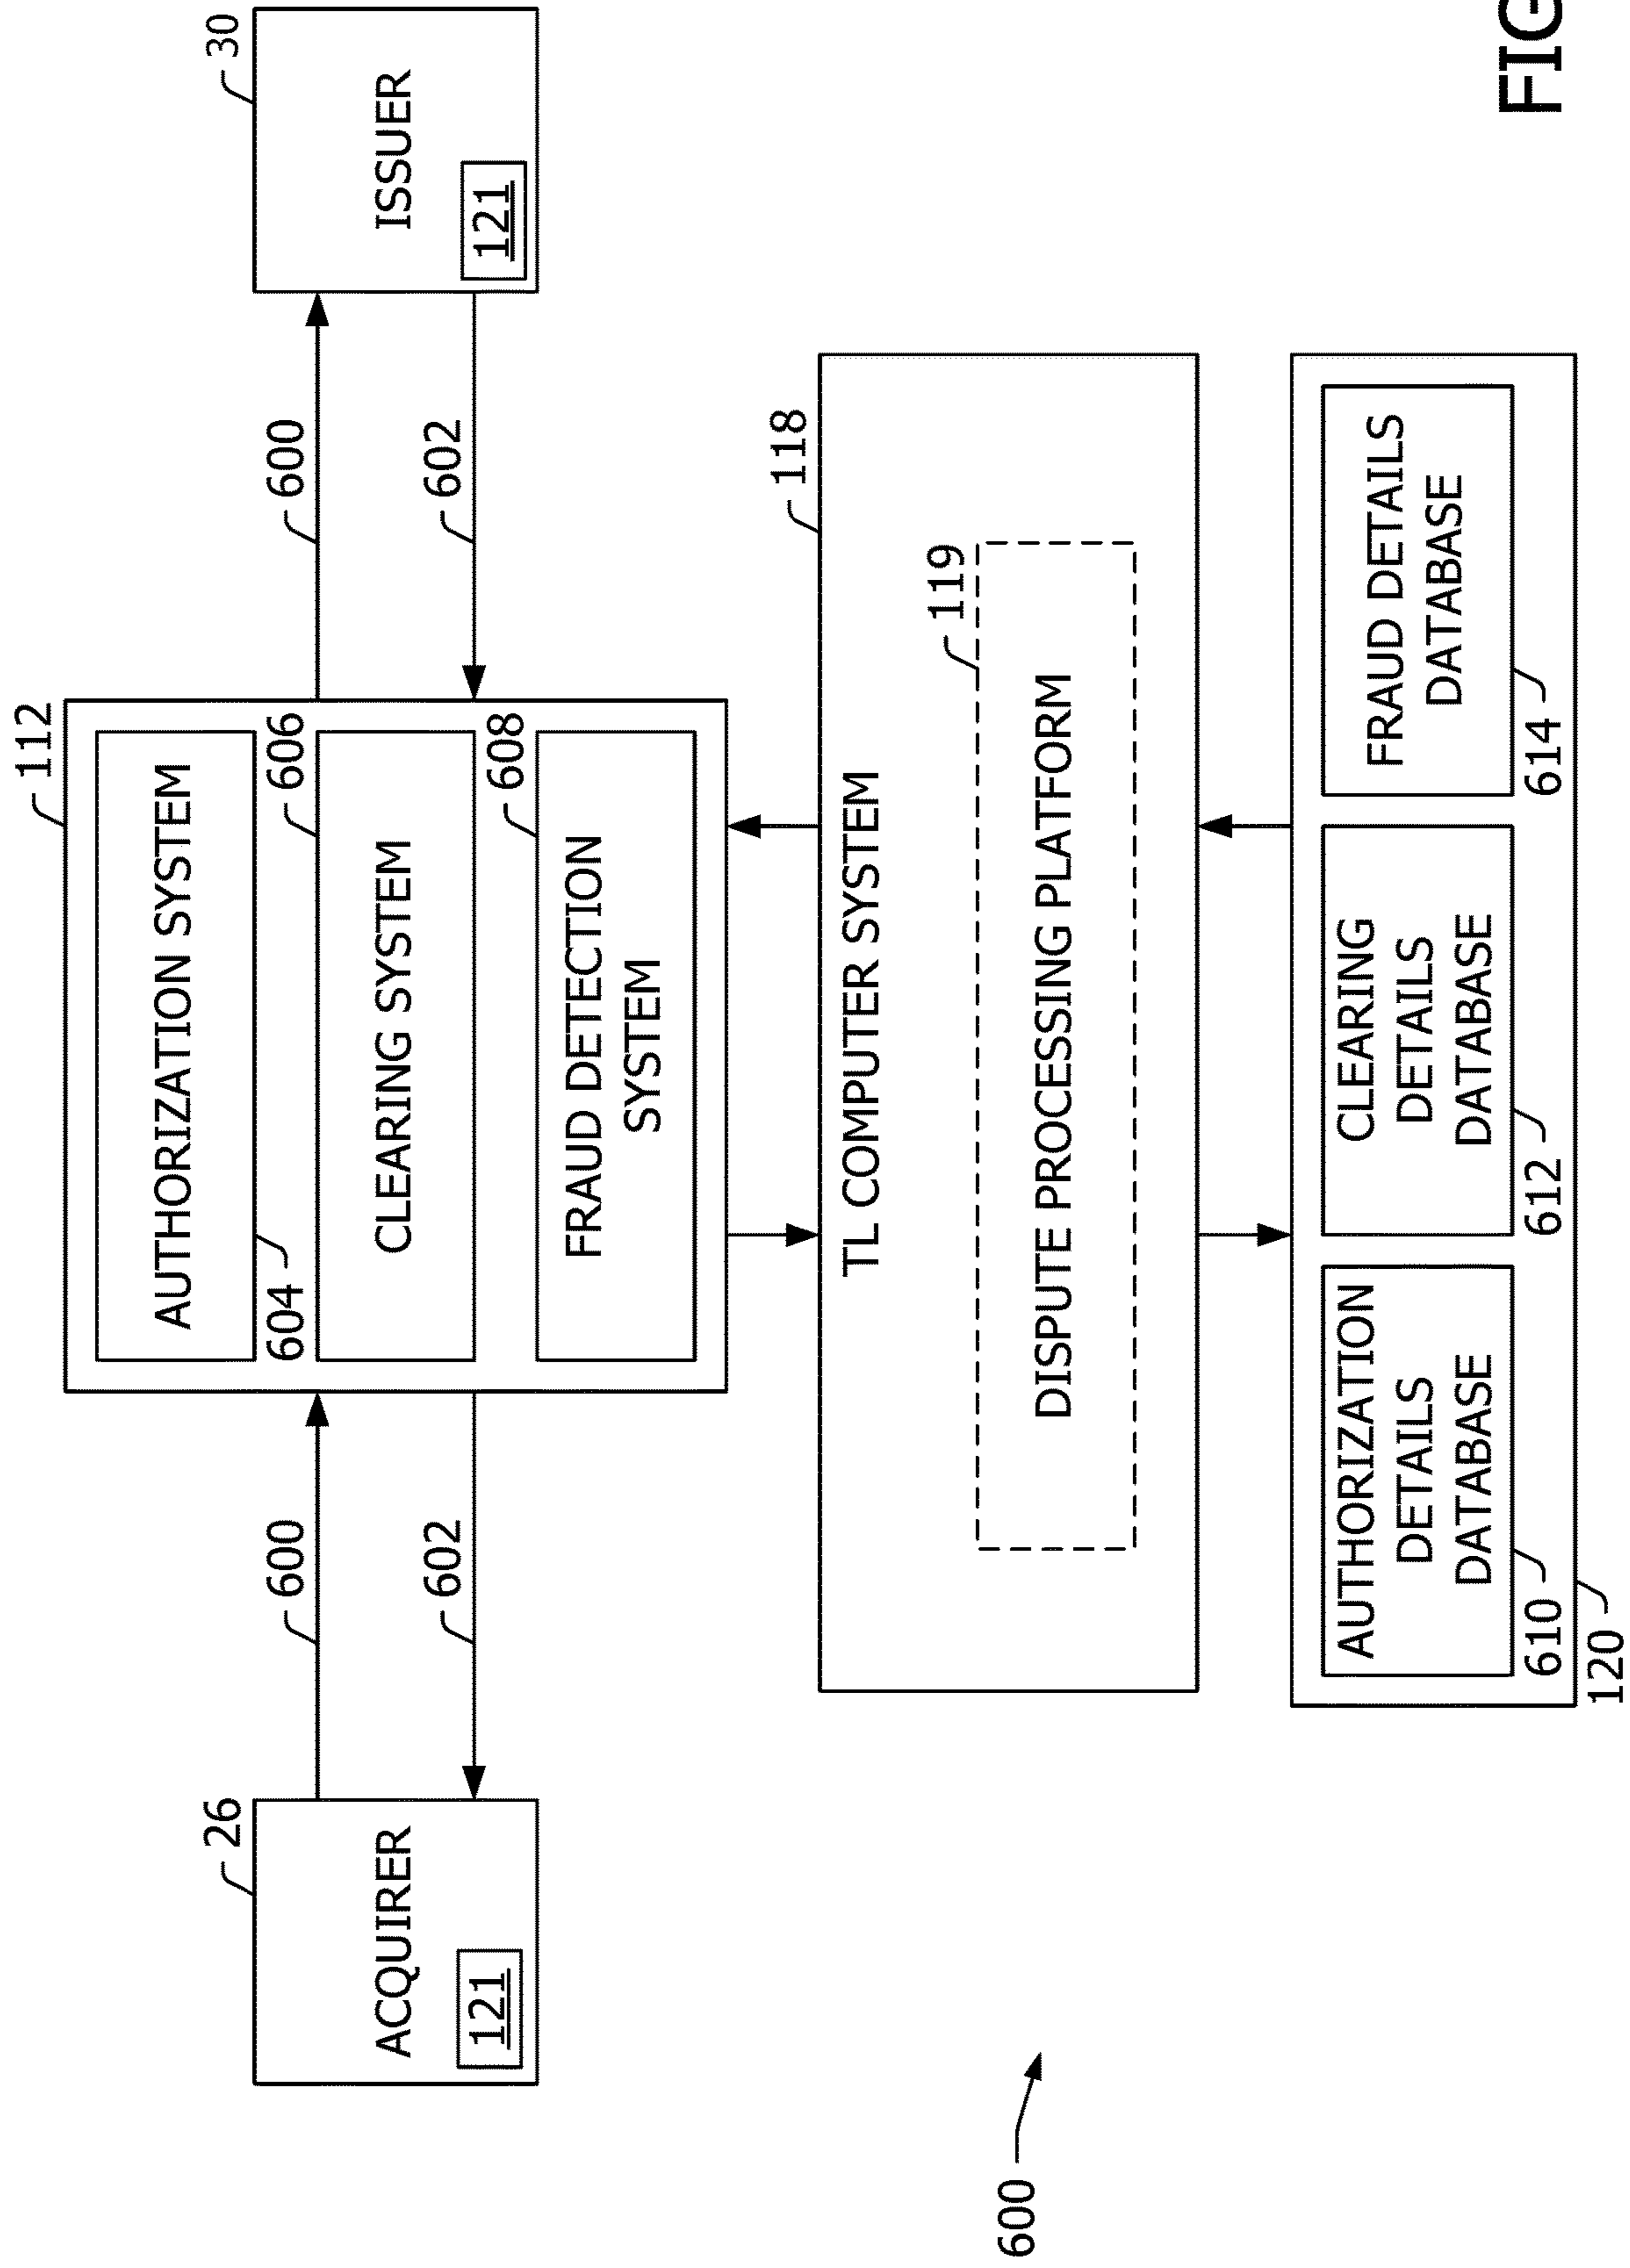 112
AUTHORIZATION SYSTEM
604
606
CLEARING SYSTEM
608
FRAUD DETECTION
SYSTEM
26
ACQUIRER
121
600
602
600
602
30
ISSUER
121
118
TL COMPUTER SYSTEM
119
DISPUTE PROCESSING PLATFORM
AUTHORIZATION
DETAILS
DATABASE
610
CLEARING
DETAILS
DATABASE
612
FRAUD DETAILS
DATABASE
614
120
600
FIG